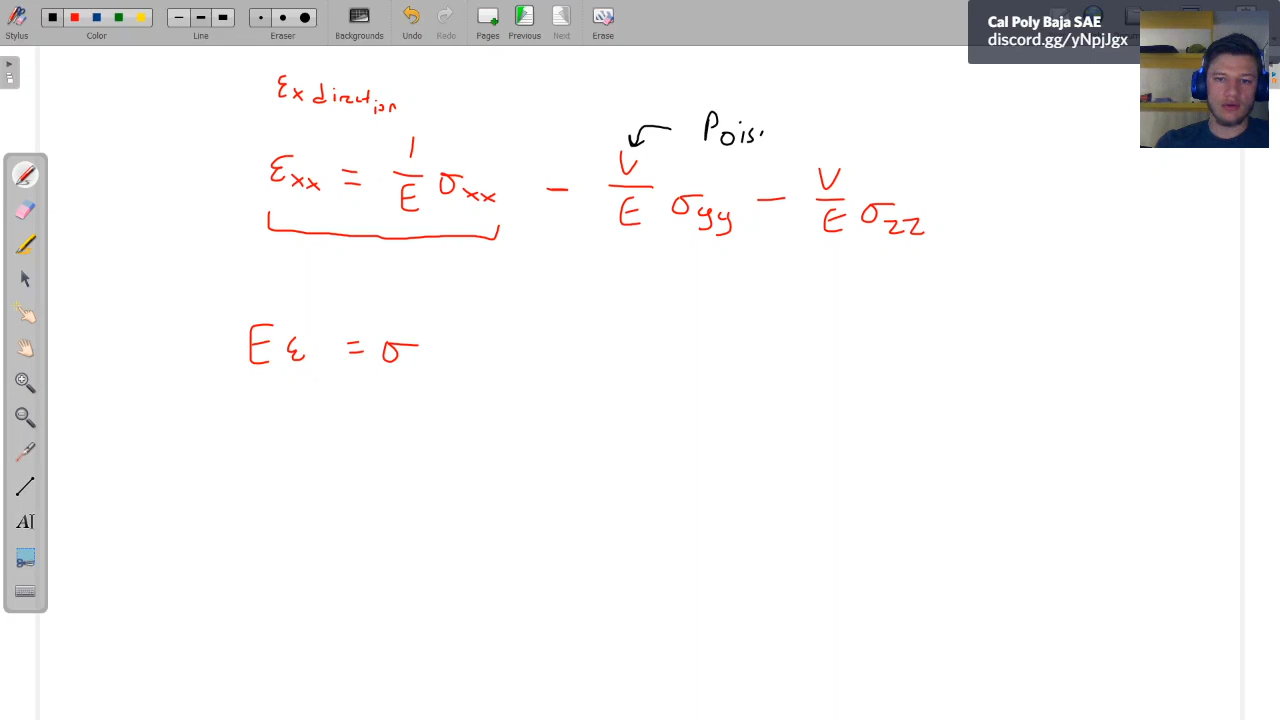 Stylus
Color
Line
Eraser
Backgrounds
Undo
Redo
Pages
Previous
Next
Erase
Cal Poly Baja SAE
discord.gg/yNpjJgx
εx direction
Pois.
εxx = 1/E σxx - ν/E σyy - ν/E σzz
Eε = σ